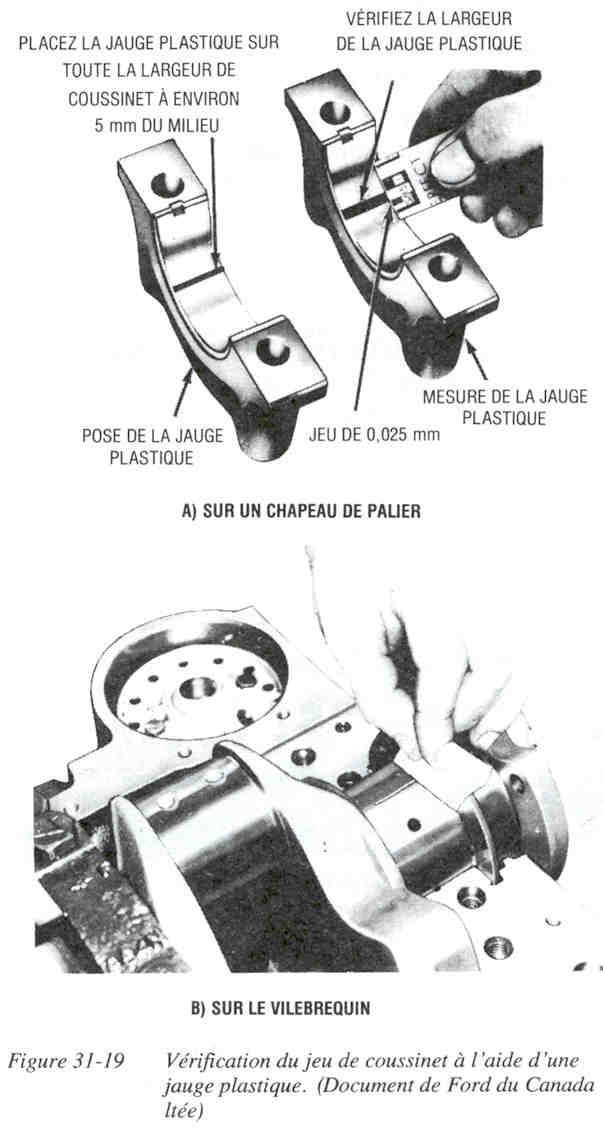 PLACEZ LA JAUGE PLASTIQUE SUR
TOUTE LA LARGEUR DE
COUSSINET À ENVIRON
5 mm DU MILIEU
VÉRIFIEZ LA LARGEUR
DE LA JAUGE PLASTIQUE
POSE DE LA JAUGE
PLASTIQUE
JEU DE 0,025 mm
MESURE DE LA JAUGE
PLASTIQUE
A) SUR UN CHAPEAU DE PALIER
B) SUR LE VILEBREQUIN
Figure 31-19 Vérification du jeu de coussinet à l'aide d'une
jauge plastique. (Document de Ford du Canada
ltée)